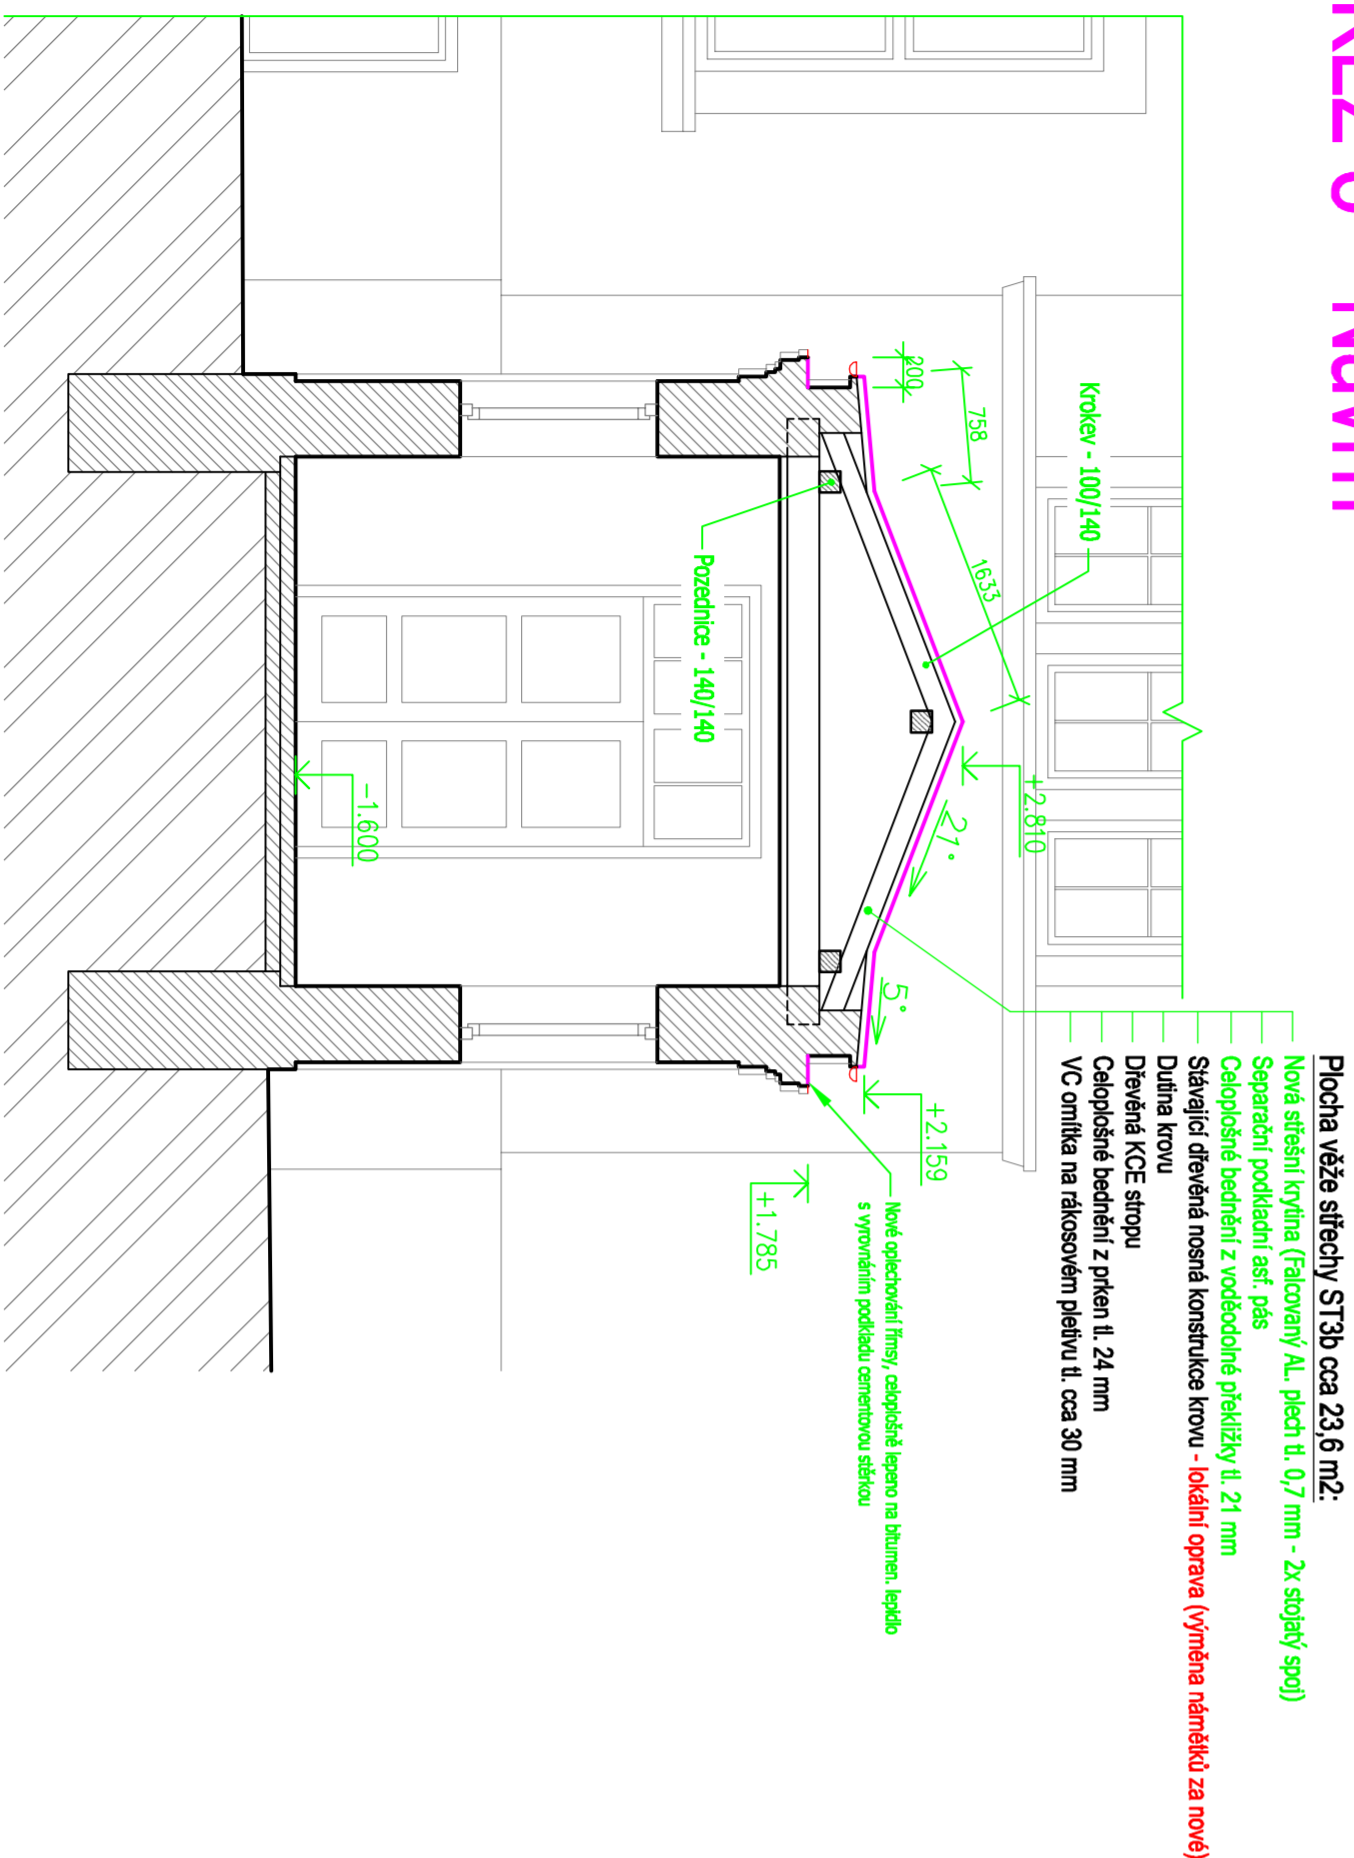 Plocha věže střechy ST3b cca 23,6 m2:
Nová střešní krytina (Falcovaný AL. plech tl. 0,7 mm - 2x stojatý spoj)
Separační podkladní asf. pás
Celoplošné bednění z voděodolné překližky tl. 21 mm
Stávající dřevěná nosná konstrukce krovu - lokální oprava (výměna námětků za nové)
Dutina krovu
Dřevěná KCE stropu
Celoplošné bednění z prken tl. 24 mm
VC omítka na rákosovém pletivu tl. cca 30 mm
Krokev - 100/140
+2.810
758
1633
200
21°
5°
+2.159
Nové oplechování římsy, celoplošně lepeno na bitumen. lepidlo
s vyrovnáním podkladu cementovou stěrkou
+1.785
Pozednice - 140/140
-1.600